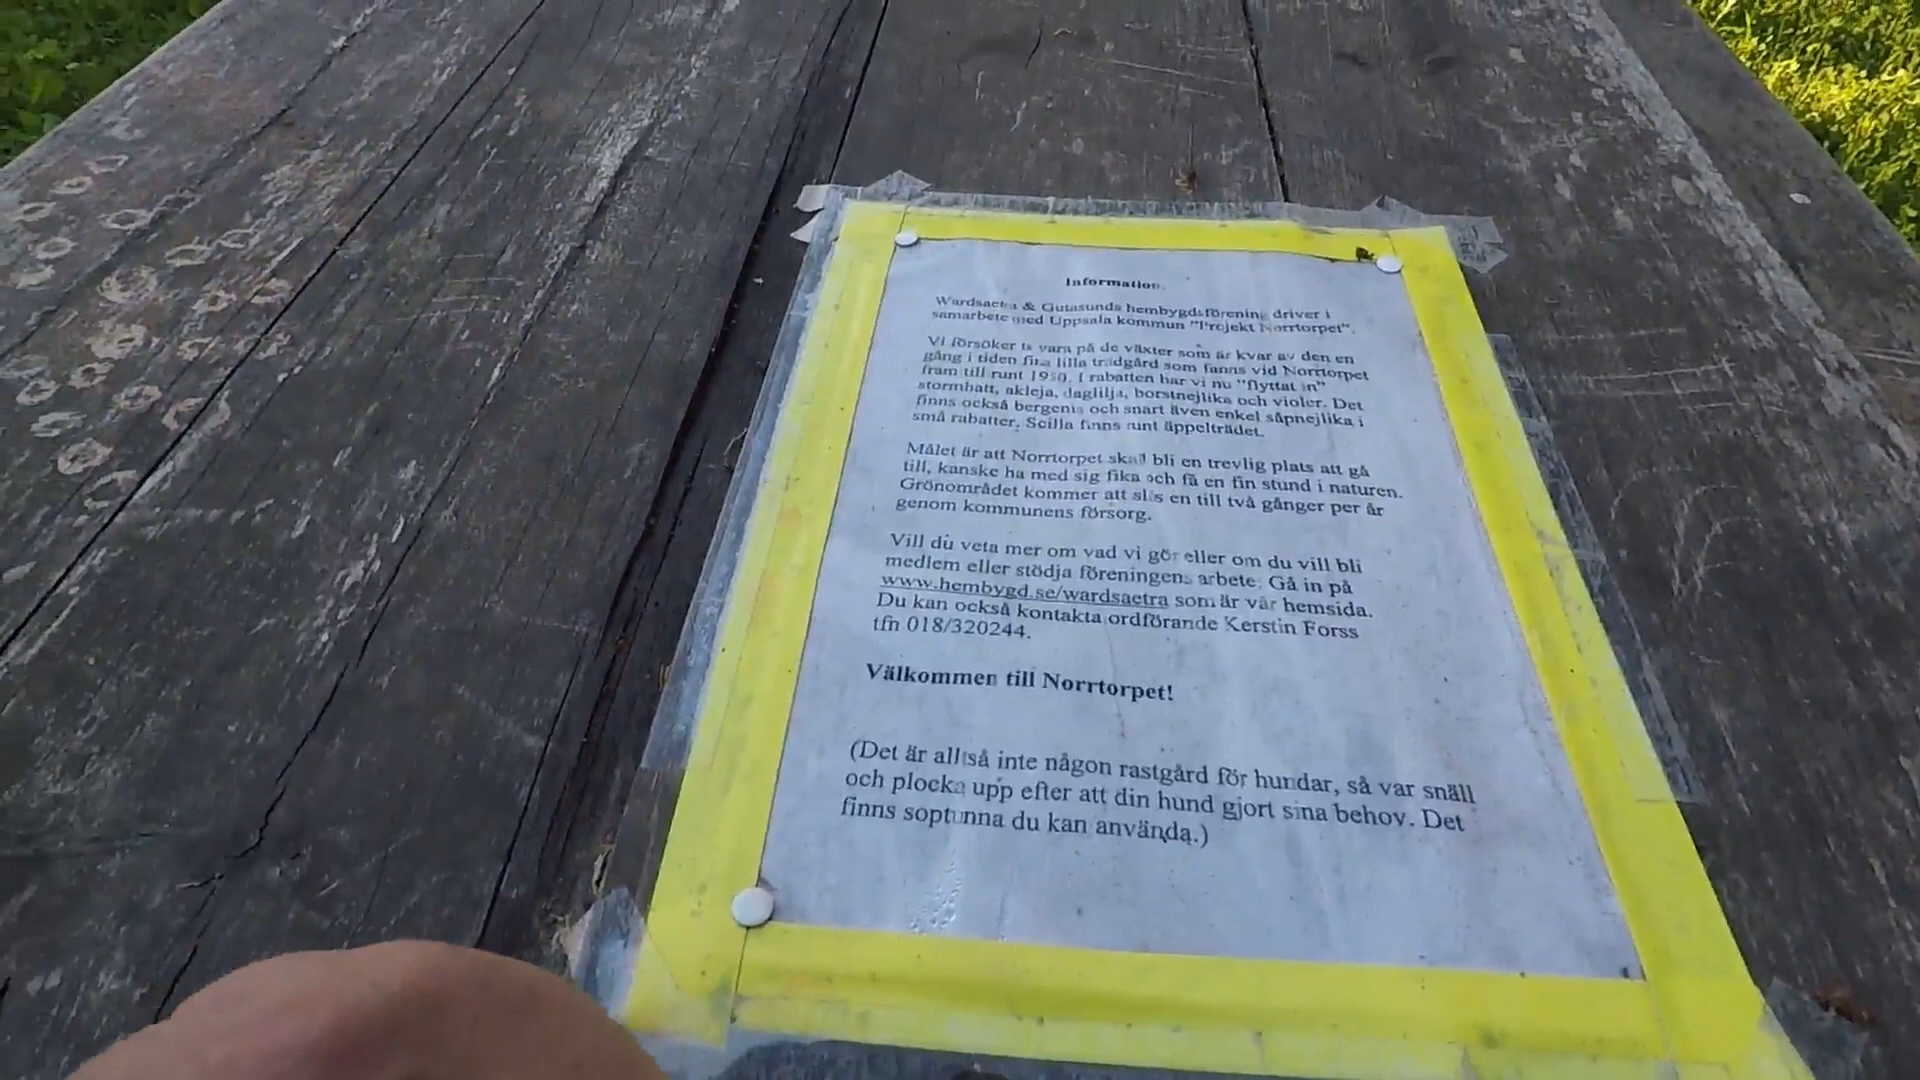 Information.
Wardsaetra & Gutasunda hembygdsförening driver i
samarbete med Uppsala kommun "Projekt Norrtorpet".
Vi försöker ta vara på de växter som är kvar av den en
gång i tiden fina lilla trädgård som fanns vid Norrtorpet
fram till runt 1950. I rabatten har vi nu "flyttat in"
stormhatt, akleja, daglilja, borstnejlika och violer. Det
finns också bergenia och snart även enkel såpnejlika i
små rabatter. Scilla finns runt äppelträdet.
Målet är att Norrtorpet skall bli en trevlig plats att gå
till, kanske ha med sig fika och få en fin stund i naturen.
Grönområdet kommer att slås en till två gånger per år
genom kommunens försorg.
Vill du veta mer om vad vi gör eller om du vill bli
medlem eller stödja föreningens arbete. Gå in på
www.hembygd.se/wardsaetra som är vår hemsida.
Du kan också kontakta ordförande Kerstin Forss
tfn 018/320244.
Välkommen till Norrtorpet!
(Det är alltså inte någon rastgård för hundar, så var snäll
och plocka upp efter att din hund gjort sina behov. Det
finns soptunna du kan använda.)